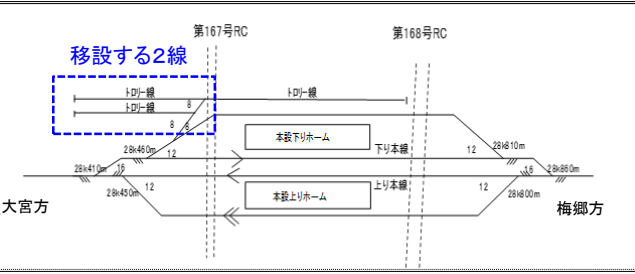 第167号RC
第168号RC
移設する2線
トロリー線
トロリー線
トロリー線
8
8
8
本設下りホーム
下り本線
12
28k460m
12
28k810m
28k410m
16
16
28k860m
28k450m
12
上り本線
12
28k800m
本設上りホーム
大宮方
梅郷方